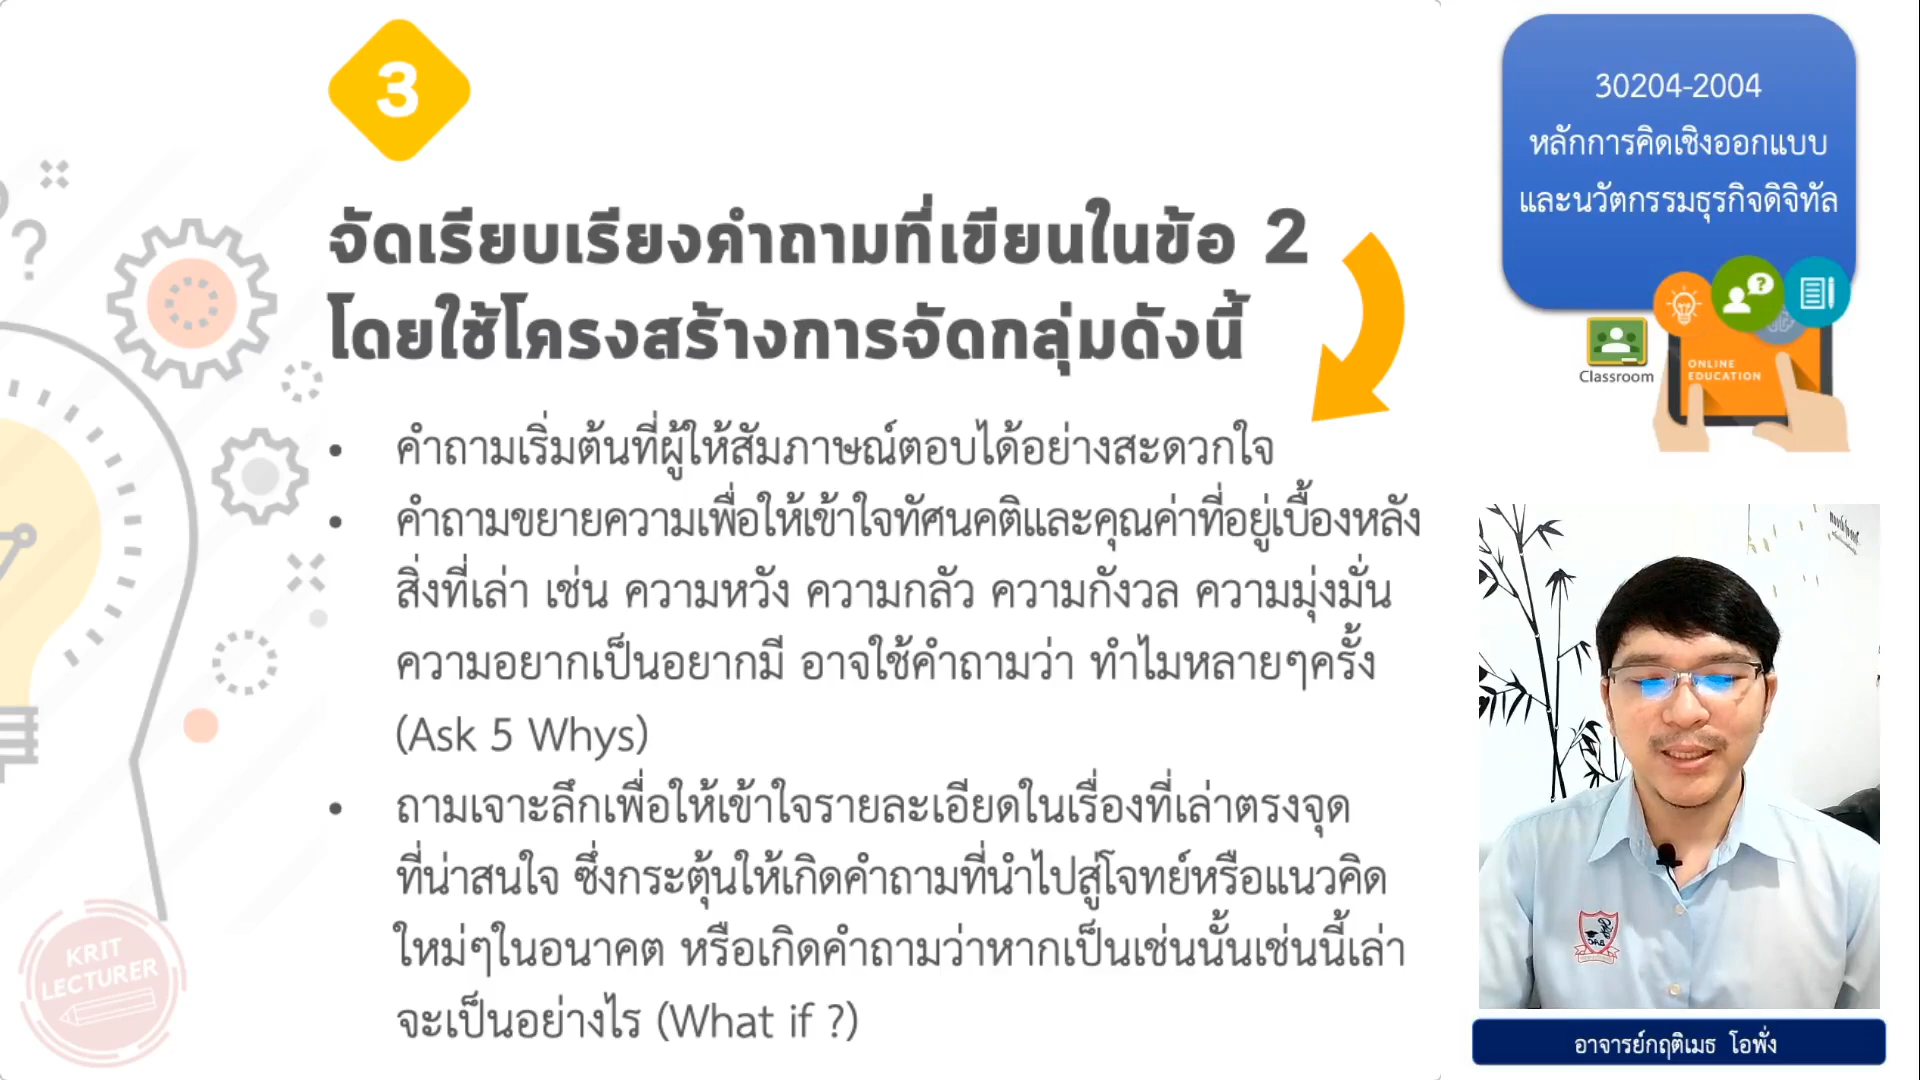 3
จัดเรียบเรียงคำถามที่เขียนในข้อ 2
โดยใช้โครงสร้างการจัดกลุ่มดังนี้
• คำถามเริ่มต้นที่ผู้ให้สัมภาษณ์ตอบได้อย่างสะดวกใจ
• คำถามขยายความเพื่อให้เข้าใจทัศนคติและคุณค่าที่อยู่เบื้องหลัง
สิ่งที่เล่า เช่น ความหวัง ความกลัว ความกังวล ความมุ่งมั่น
ความอยากเป็นอยากมี อาจใช้คำถามว่า ทำไมหลายๆครั้ง
(Ask 5 Whys)
• ถามเจาะลึกเพื่อให้เข้าใจรายละเอียดในเรื่องที่เล่าตรงจุด
ที่น่าสนใจ ซึ่งกระตุ้นให้เกิดคำถามที่นำไปสู่โจทย์หรือแนวคิด
ใหม่ๆในอนาคต หรือเกิดคำถามว่าหากเป็นเช่นนั้นเช่นนี้เล่า
จะเป็นอย่างไร (What if ?)
KRIT
LECTURER
30204-2004
หลักการคิดเชิงออกแบบ
และนวัตกรรมธุรกิจดิจิทัล
Classroom
ONLINE
EDUCATION
อาจารย์กฤติเมธ โอพั่ง